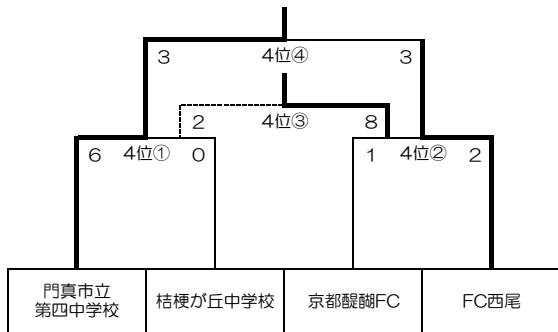 3 4位④ 3
2 4位③ 8
6 4位① 0 1 4位② 2
門真市立
第四中学校
桔梗が丘中学校
京都醍醐FC
FC西尾